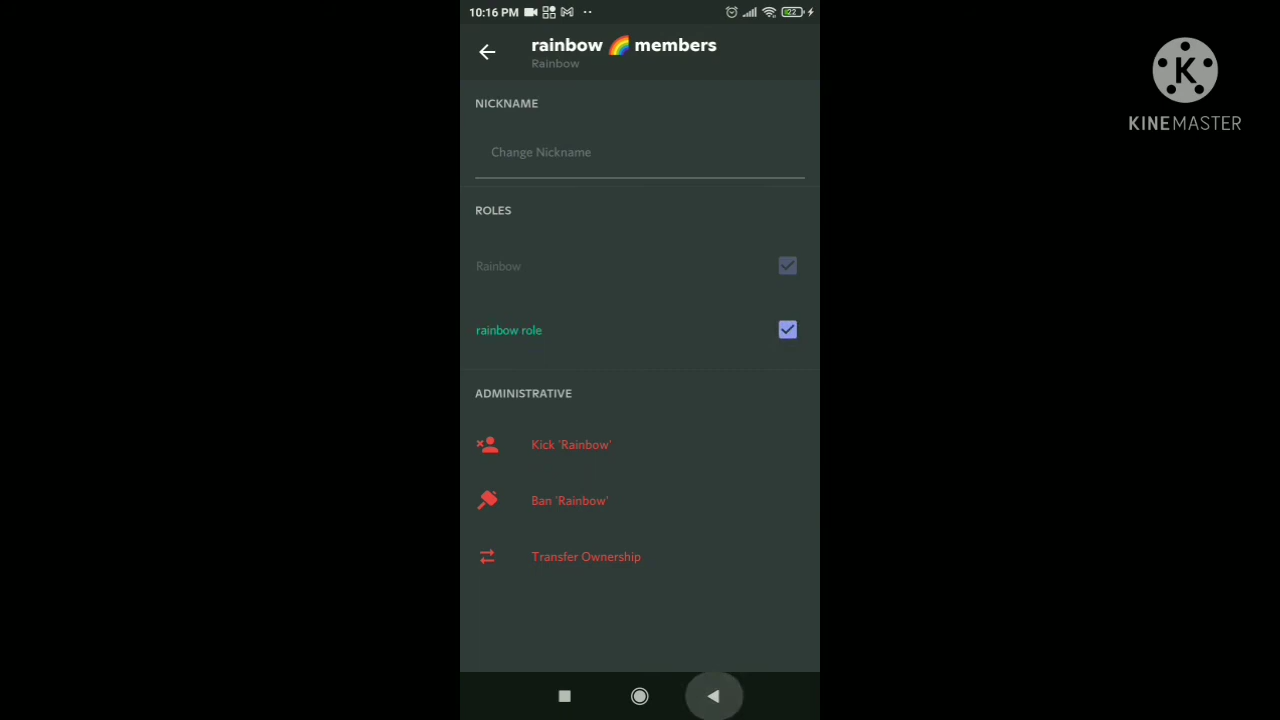 10:16 PM
22
rainbow 🌈 members
Rainbow
NICKNAME
Change Nickname
ROLES
Rainbow
rainbow role
ADMINISTRATIVE
Kick 'Rainbow'
Ban 'Rainbow'
Transfer Ownership
K
KINEMASTER